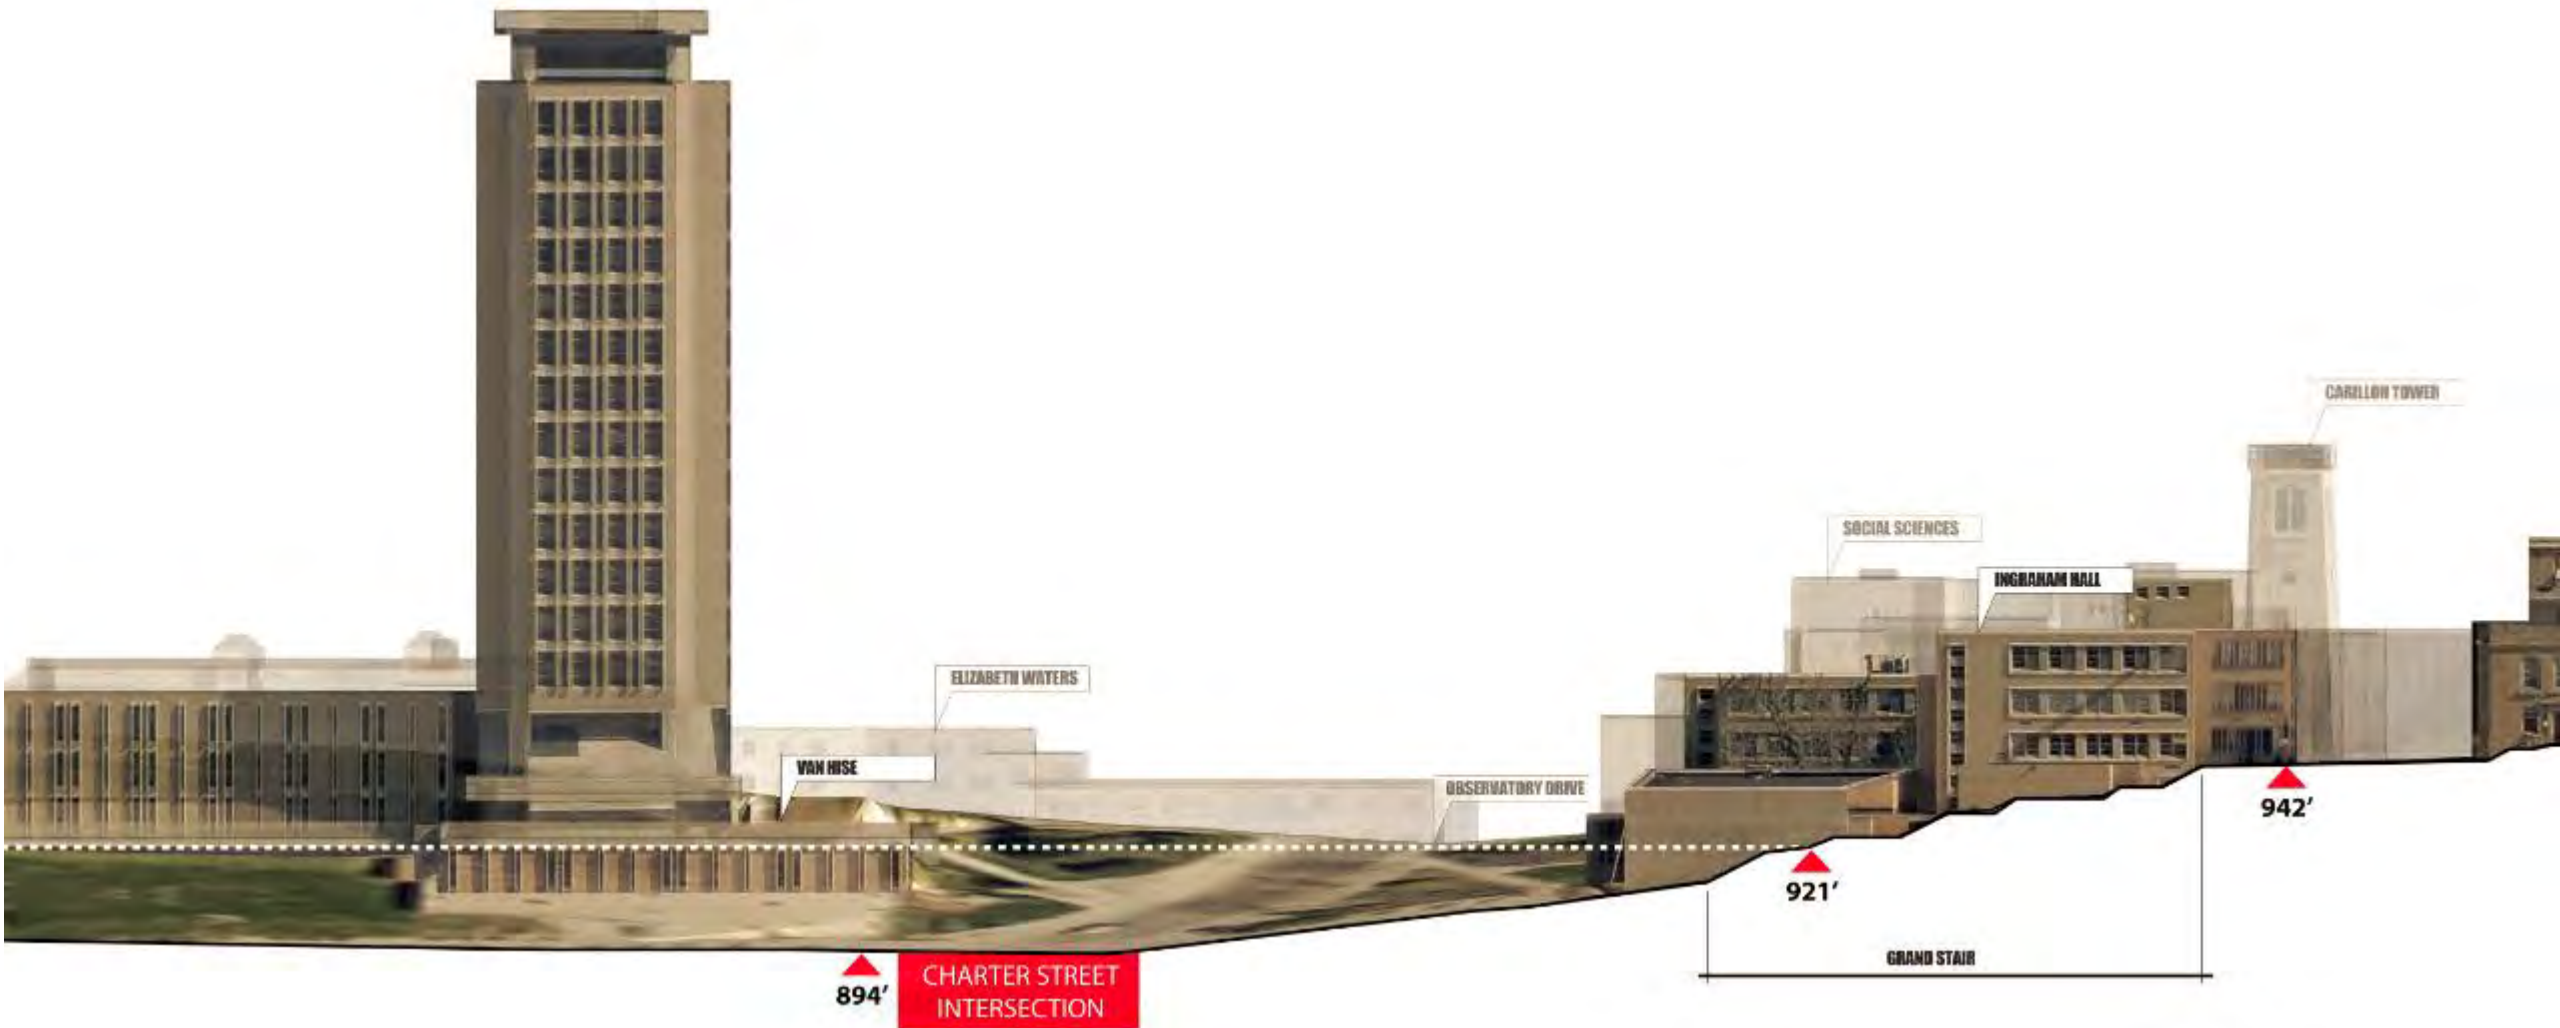 CARILLON TOWER
SOCIAL SCIENCES
INGRAHAM HALL
ELIZABETH WATERS
VAN HISE
OBSERVATORY DRIVE
942’
921’
GRAND STAIR
894’
CHARTER STREET
INTERSECTION